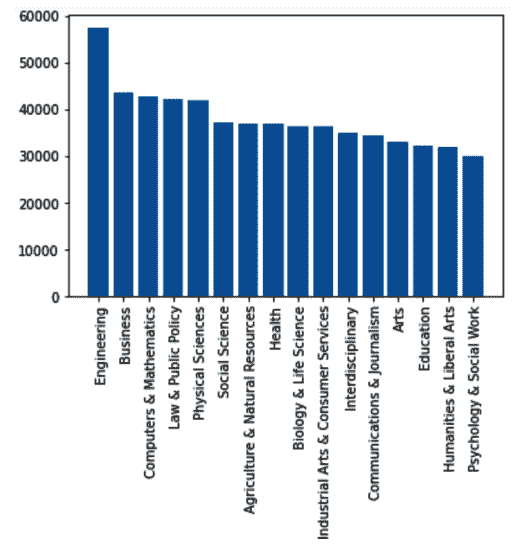 60000
50000
40000
30000
20000
10000
0
Engineering
Business
Computers & Mathematics
Law & Public Policy
Physical Sciences
Social Science
Agriculture & Natural Resources
Health
Biology & Life Science
Industrial Arts & Consumer Services
Interdisciplinary
Communications & Journalism
Arts
Education
Humanities & Liberal Arts
Psychology & Social Work